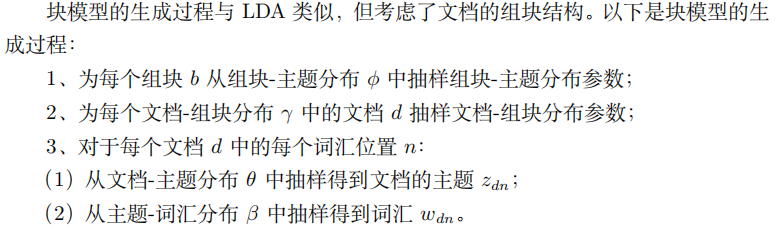 块模型的生成过程与 LDA 类似，但考虑了文档的组块结构。以下是块模型的生
成过程：
1、为每个组块 b 从组块-主题分布 ϕ 中抽样组块-主题分布参数；
2、为每个文档-组块分布 γ 中的文档 d 抽样文档-组块分布参数；
3、对于每个文档 d 中的每个词汇位置 n：
（1）从文档-主题分布 θ 中抽样得到文档的主题 z_{dn}；
（2）从主题-词汇分布 β 中抽样得到词汇 w_{dn}。